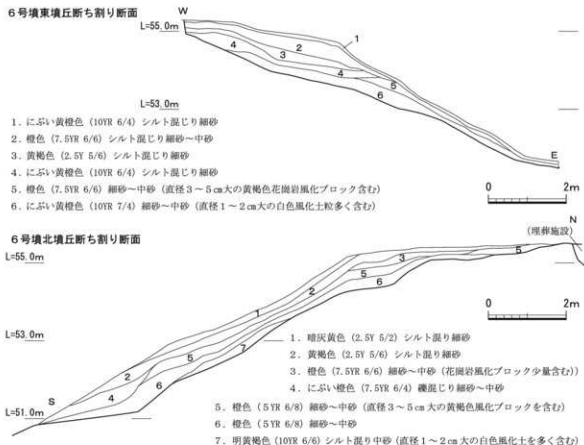 6号墳東墳丘断ち割り断面
W
L=55.0m
1
2
3
4
4
5
6
L=53.0m
E
1．にぶい黄橙色（10YR 6/4）シルト混じり細砂
2．橙色（7.5YR 6/6）シルト混じり細砂～中砂
3．黄褐色（2.5Y 5/6）シルト混じり細砂
4．にぶい黄橙色（10YR 6/4）シルト混じり細砂
5．橙色（7.5YR 6/6）細砂～中砂（直径3～5㎝大の黄褐色花崗岩風化ブロック含む）
6．にぶい黄橙色（10YR 7/4）細砂～中砂（直径1～2㎝大の白色風化土粒多く含む）
0 2m
6号墳北墳丘断ち割り断面
N
（埋葬施設）
L=55.0m
3
5
5
2
6
1
0 2m
L=53.0m
7
5
2
4
6
S
L=51.0m
1．暗灰黄色（2.5Y 5/2）シルト混り細砂
2．黄褐色（2.5Y 5/6）シルト混り細砂
3．橙色（7.5YR 6/6）細砂～中砂（花崗岩風化ブロック少量含む）)
4．にぶい橙色（7.5YR 6/4）礫混じり細砂～中砂
5．橙色（5YR 6/8）細砂～中砂（直径3～5㎝大の黄褐色風化ブロックを含む）
6．橙色（5YR 6/8）細砂～中砂
7．明黄褐色（10YR 6/6）シルト混り中砂（直径1～2㎝大の白色風化土を多く含む）